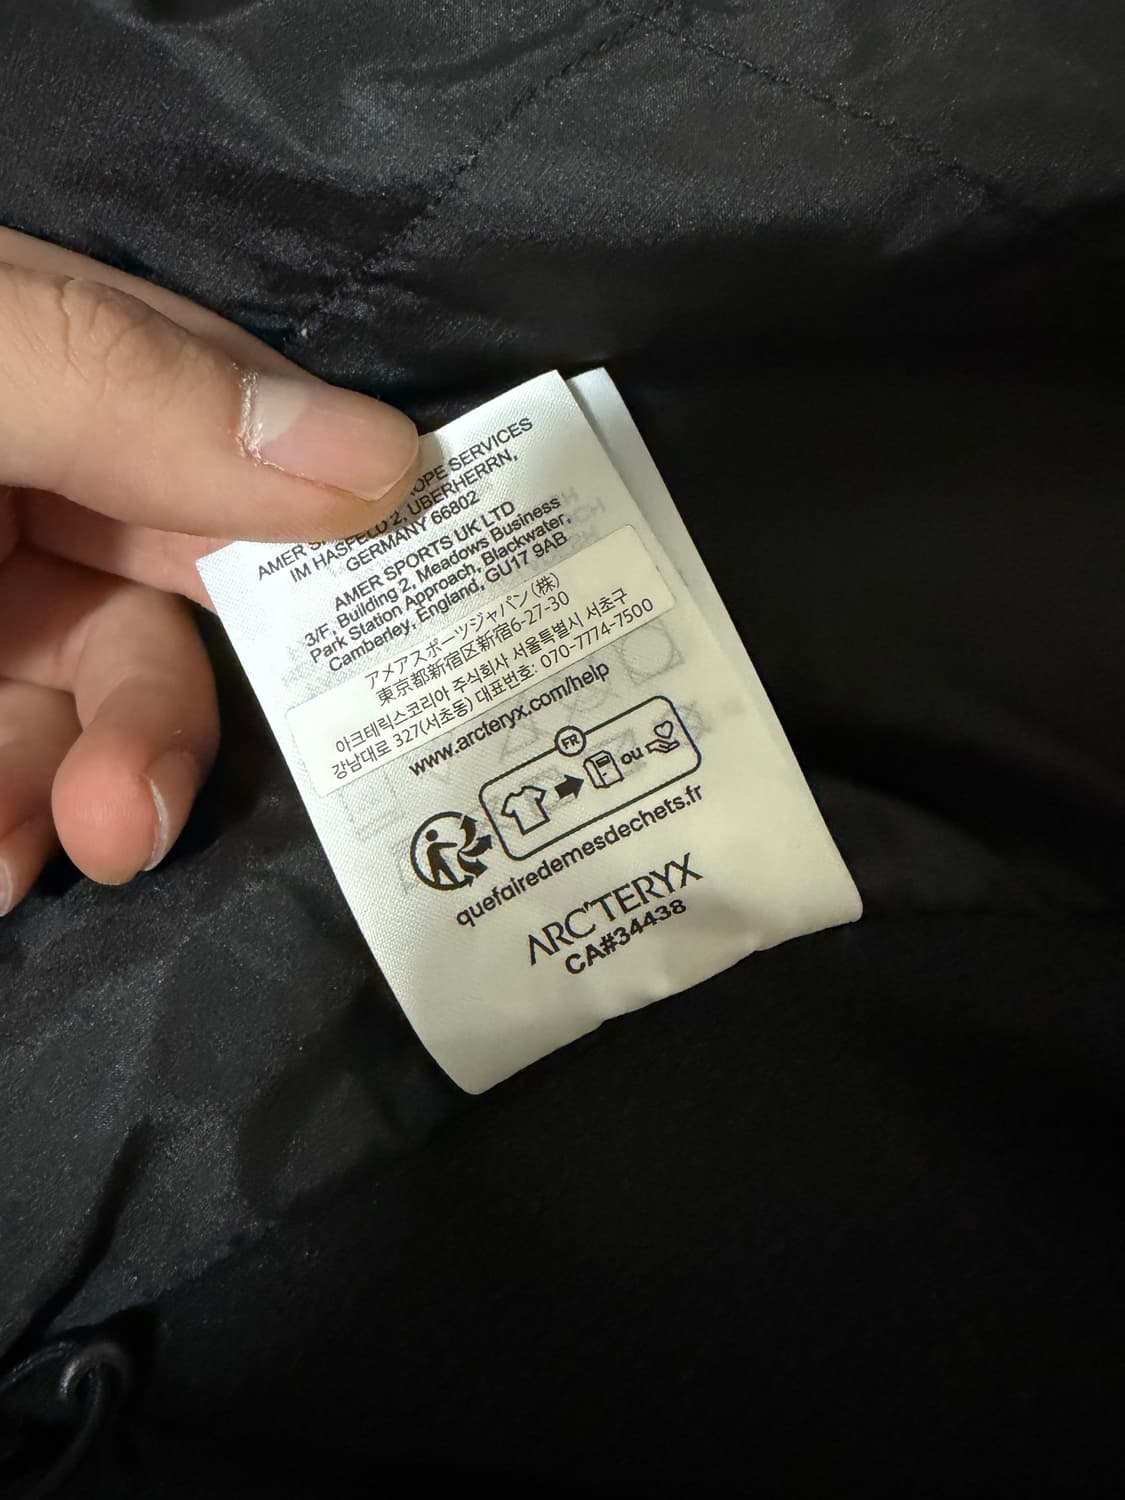 OPE SERVICES
IM HASFELD 2, UBERHERRN,
GERMANY 66802
AMER SPORTS UK LTD
3/F, Building 2, Meadows Business
Park Station Approach, Blackwater,
Camberley, England, GU17 9AB
アメアスポーツジャパン(株)
東京都新宿区新宿6-27-30
아크테릭스코리아 주식회사 서울특별시 서초구
강남대로 327(서초동) 대표번호: 070-7774-7500
www.arcteryx.com/help
FR
ou
quefairedemesdechets.fr
ARC'TERYX
CA#34438